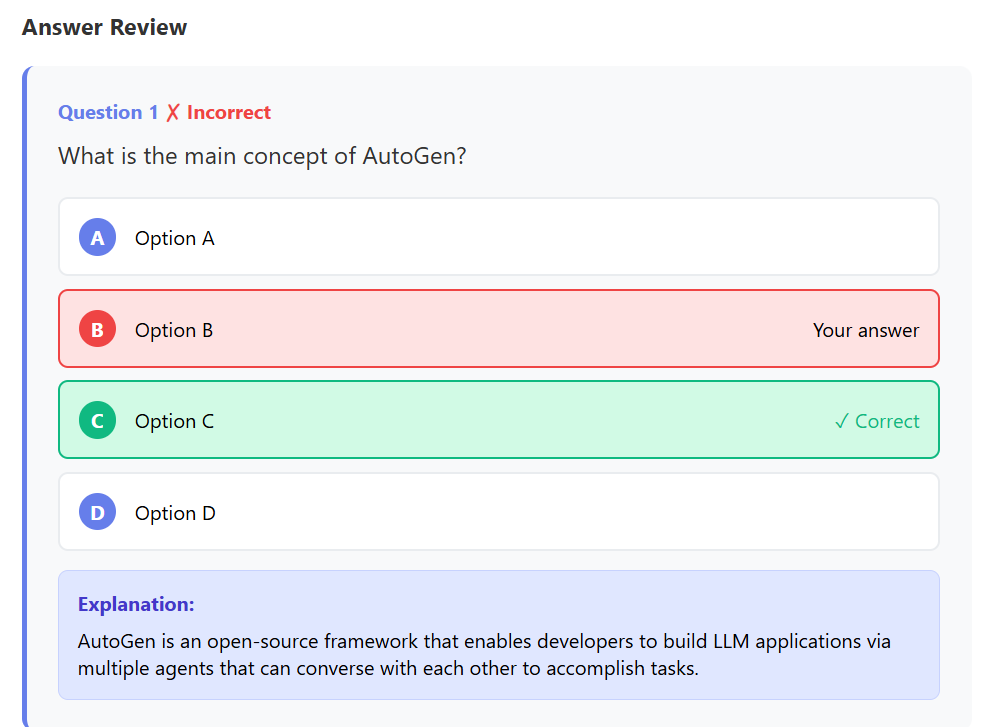 Answer Review
Question 1 ✗ Incorrect
What is the main concept of AutoGen?
A Option A
B Option B Your answer
C Option C ✓ Correct
D Option D
Explanation:
AutoGen is an open-source framework that enables developers to build LLM applications via
multiple agents that can converse with each other to accomplish tasks.